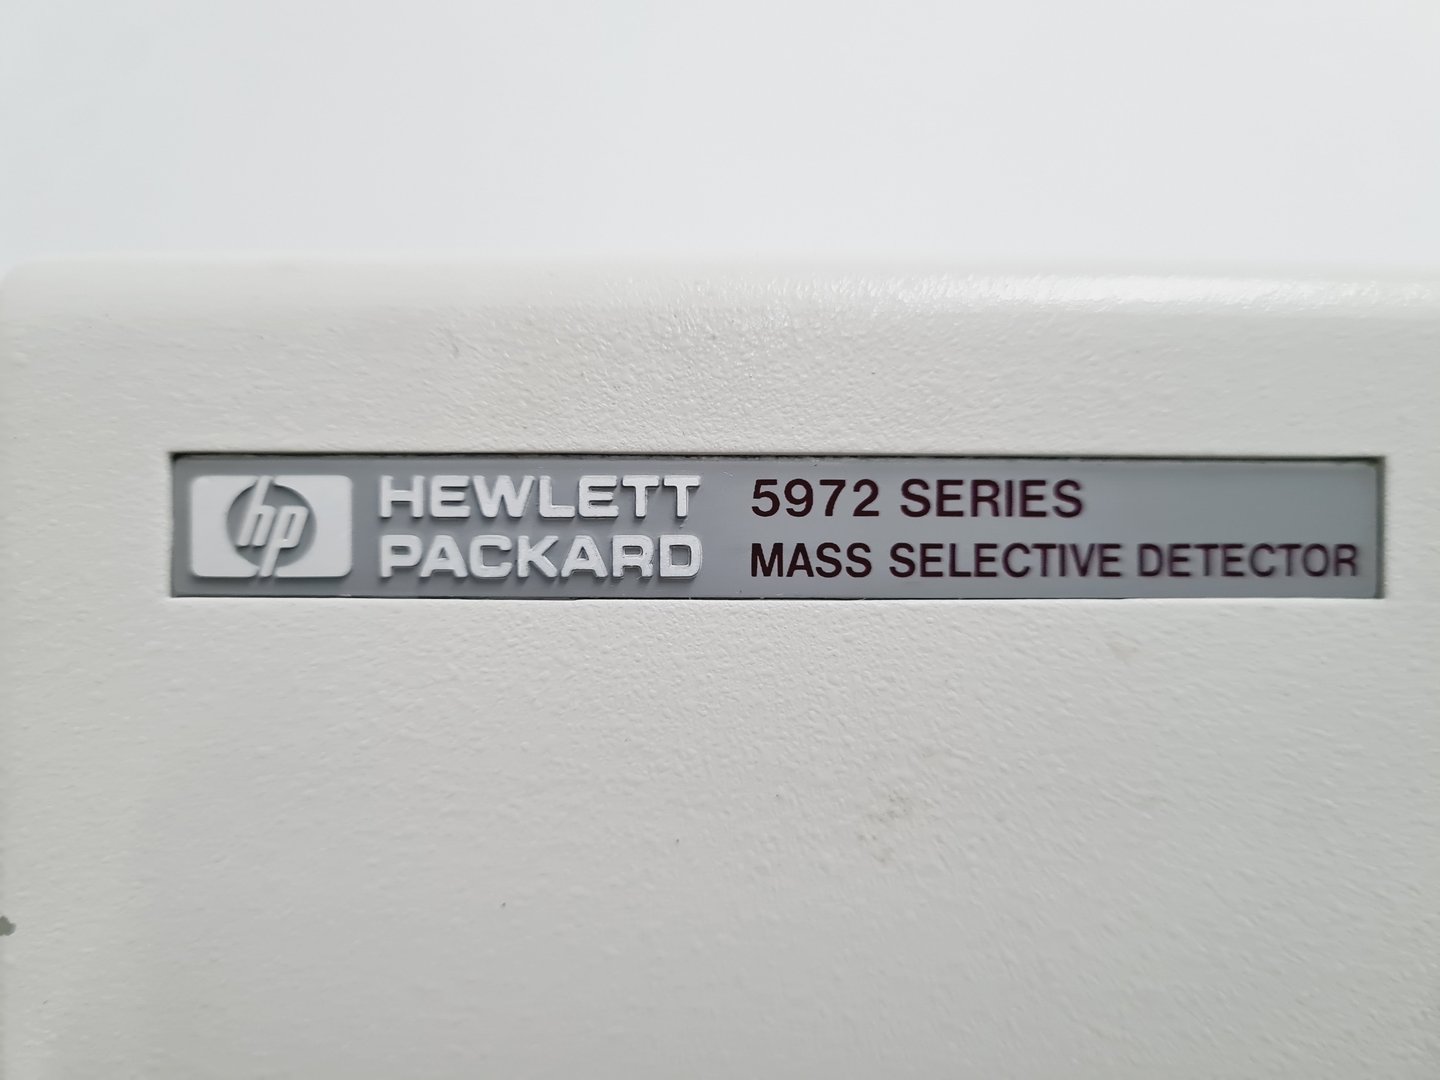 hp HEWLETT PACKARD
5972 SERIES
MASS SELECTIVE DETECTOR